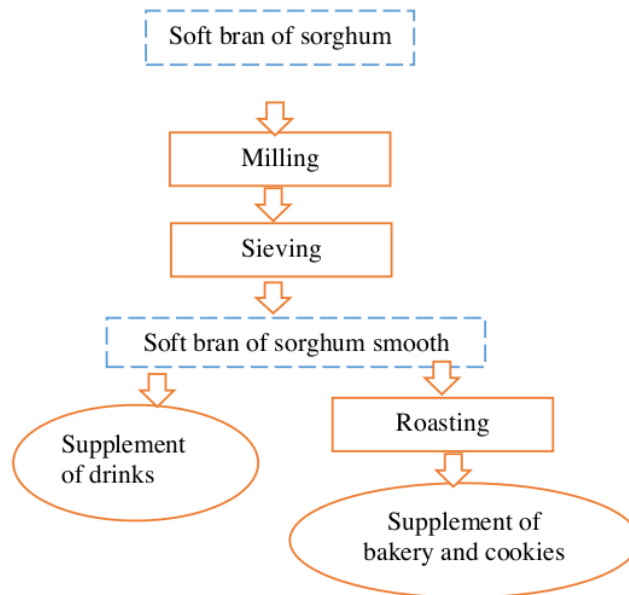 Soft bran of sorghum
Milling
Sieving
Soft bran of sorghum smooth
Supplement
of drinks
Roasting
Supplement of
bakery and cookies